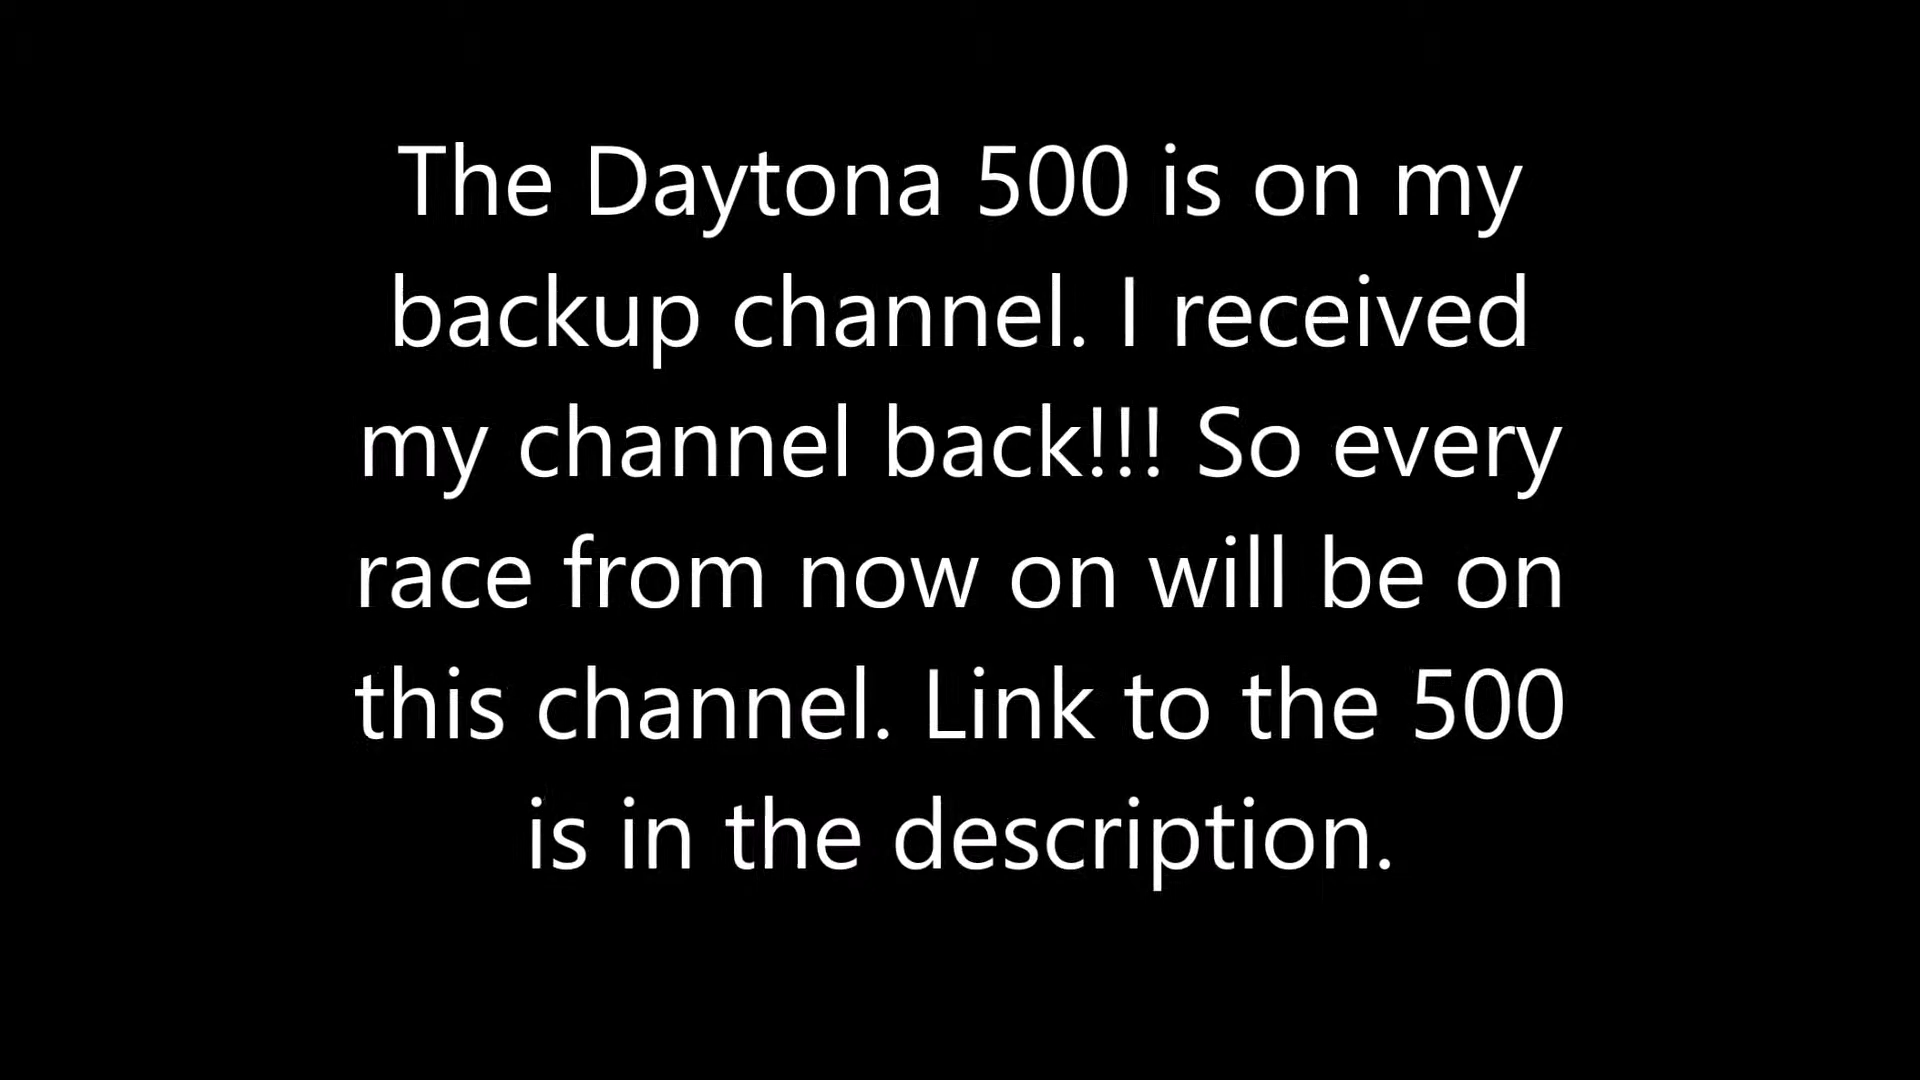 The Daytona 500 is on my
backup channel. I received
my channel back!!! So every
race from now on will be on
this channel. Link to the 500
is in the description.